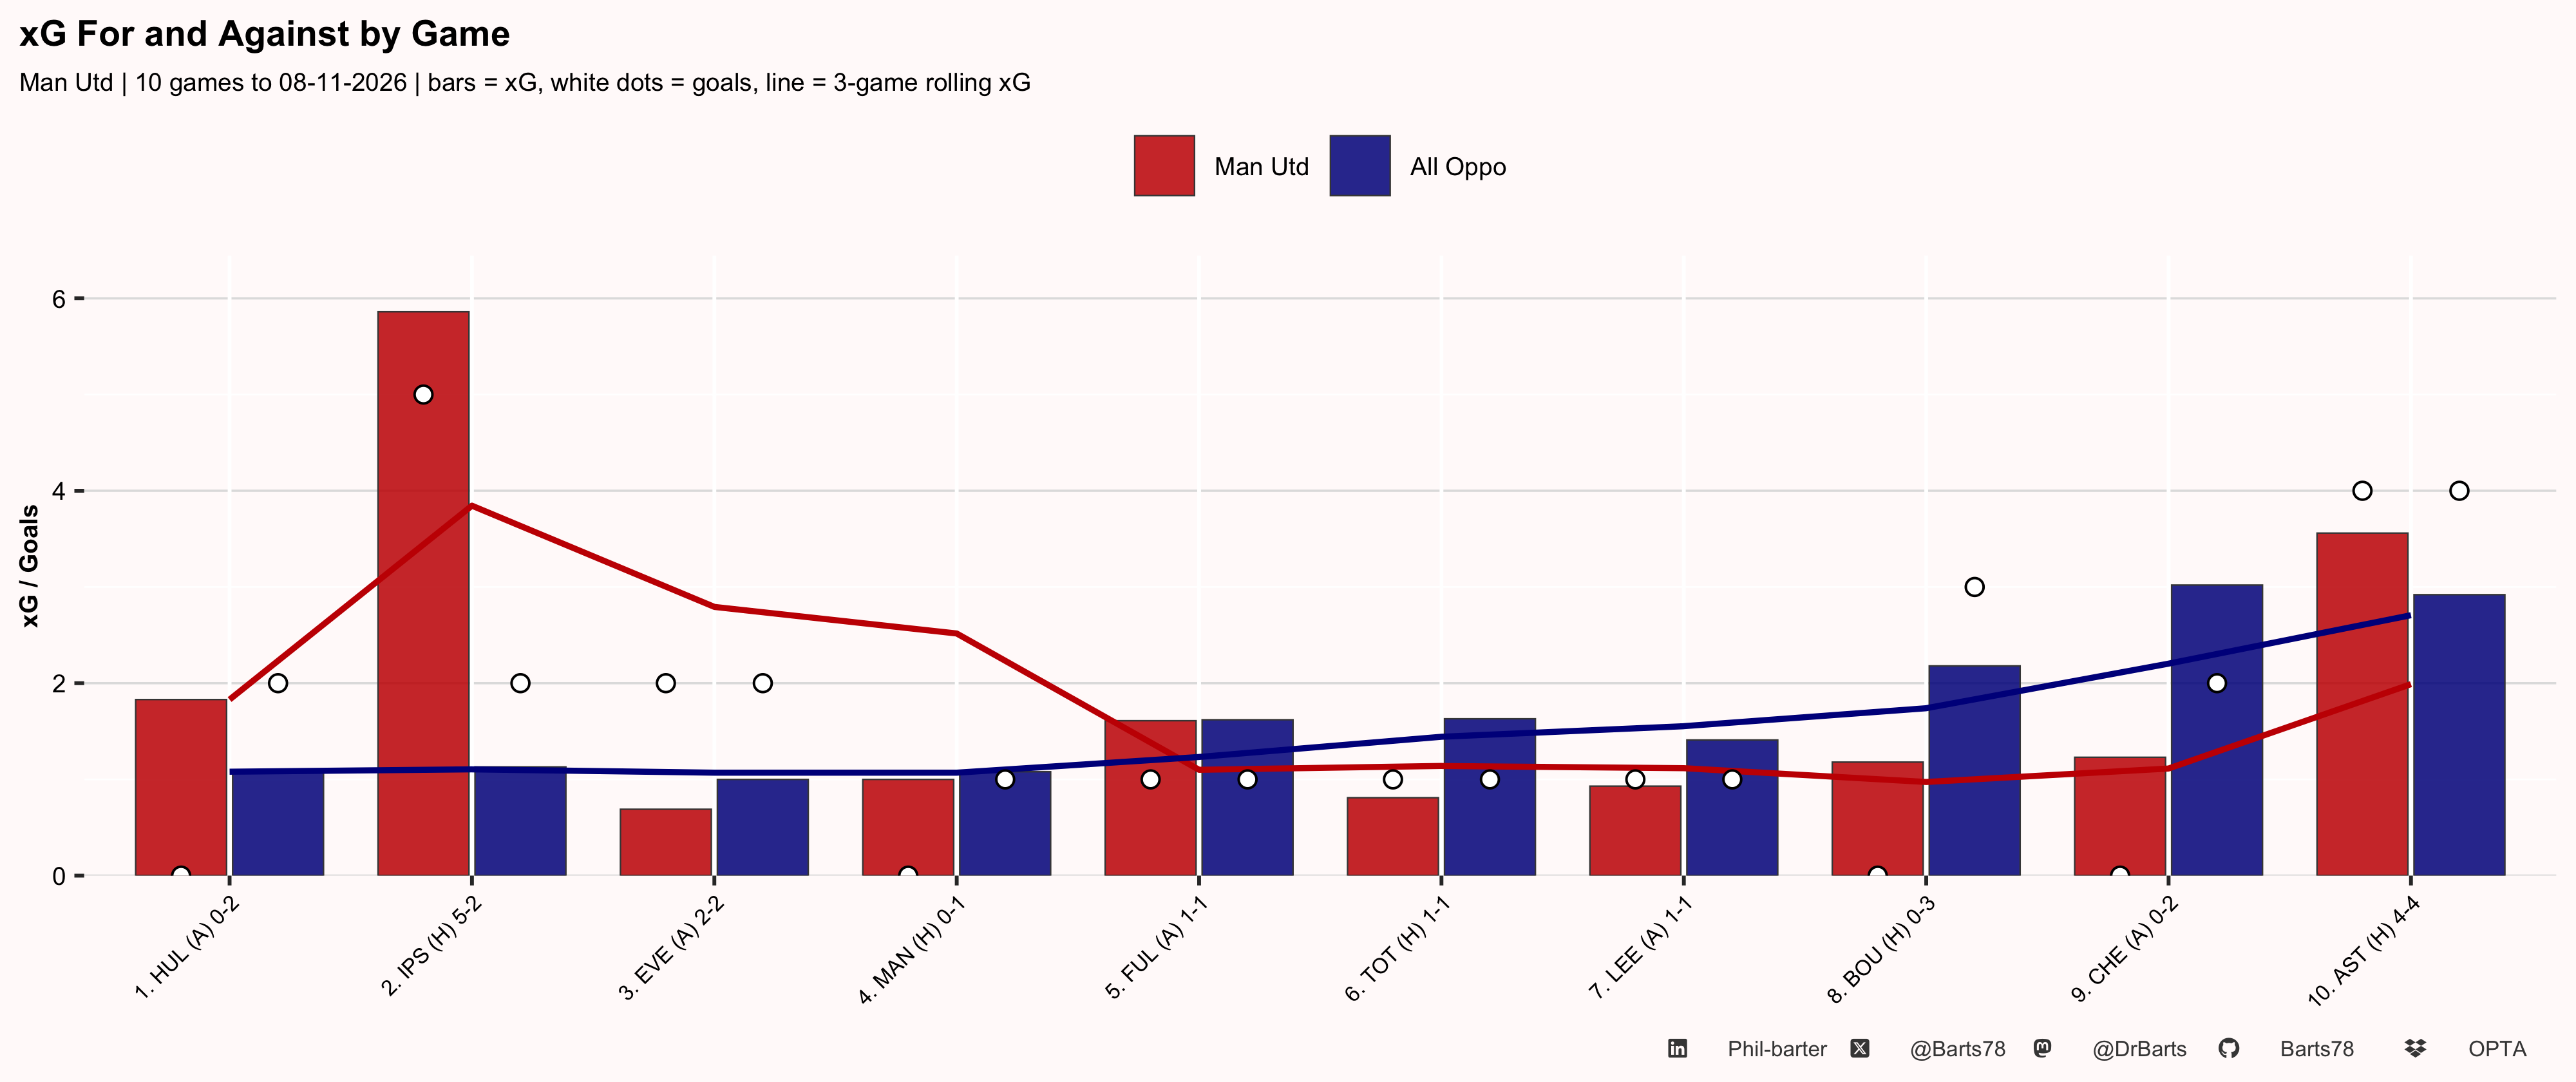 xG For and Against by Game
Man Utd | 10 games to 08-11-2026 | bars = xG, white dots = goals, line = 3-game rolling xG
Man Utd
All Oppo
xG / Goals
6
4
2
0
1. HUL (A) 0-2
2. IPS (H) 5-2
3. EVE (A) 2-2
4. MAN (H) 0-1
5. FUL (A) 1-1
6. TOT (H) 1-1
7. LEE (A) 1-1
8. BOU (H) 0-3
9. CHE (A) 0-2
10. AST (H) 4-4
Phil-barter @Barts78 @DrBarts Barts78 OPTA